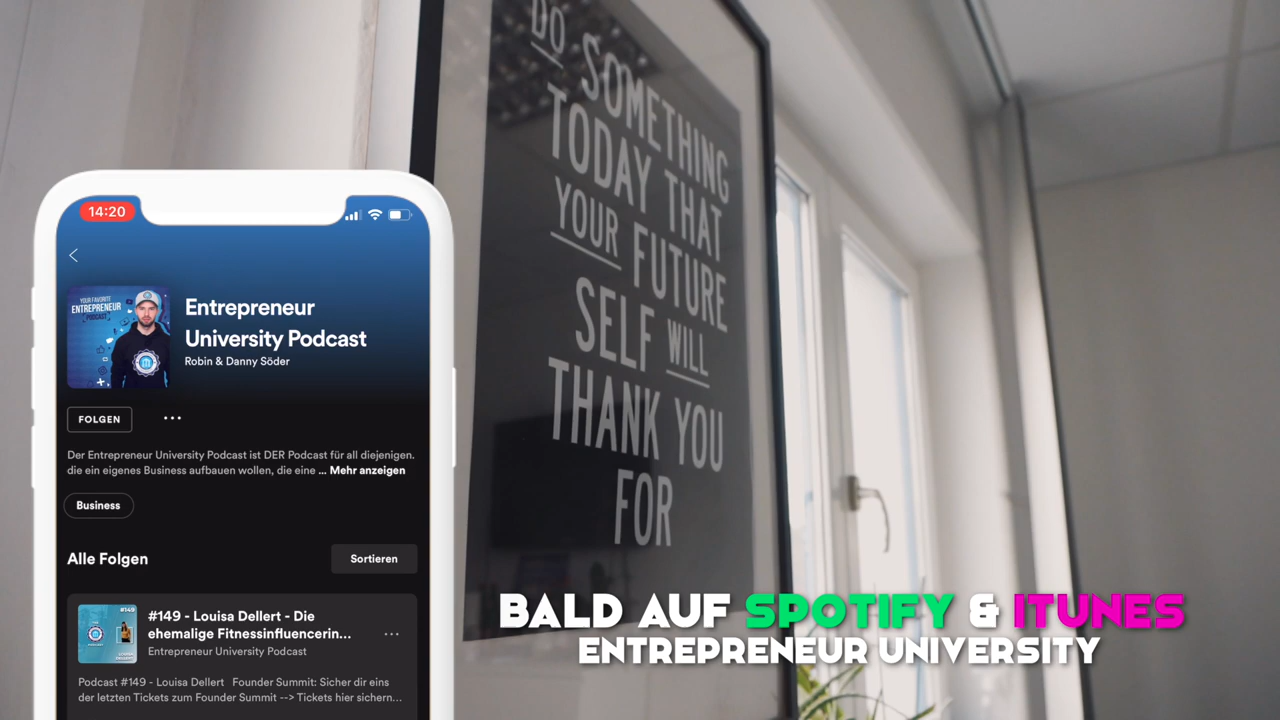 DO SOMETHING
TODAY THAT
YOUR FUTURE
SELF WILL
THANK YOU
FOR
14:20
YOUR FAVORITE
ENTREPRENEUR
PODCAST
Entrepreneur
University Podcast
Robin & Danny Söder
FOLGEN
Der Entrepreneur University Podcast ist DER Podcast für all diejenigen.
die ein eigenes Business aufbauen wollen, die eine ... Mehr anzeigen
Business
Alle Folgen
Sortieren
#149
#149 - Louisa Dellert - Die
ehemalige Fitnessinfluencerin...
Entrepreneur University Podcast
Podcast #149 - Louisa Dellert Founder Summit: Sicher dir eins
der letzten Tickets zum Founder Summit --> Tickets hier sichern...
BALD AUF SPOTIFY & ITUNES
ENTREPRENEUR UNIVERSITY